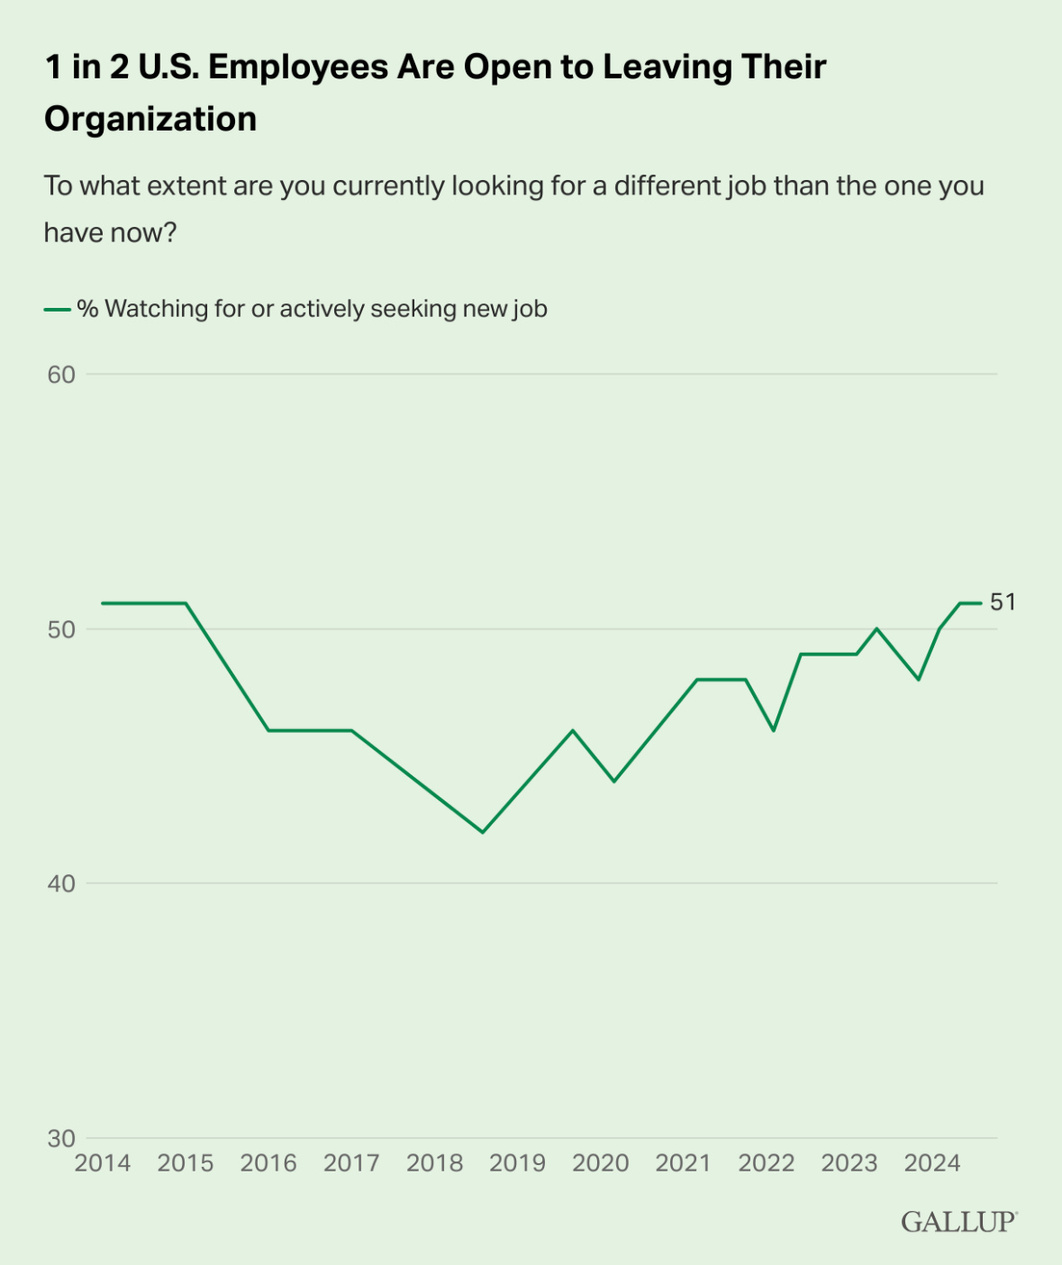 1 in 2 U.S. Employees Are Open to Leaving Their
Organization
To what extent are you currently looking for a different job than the one you
have now?
% Watching for or actively seeking new job
60
51
50
40
30
2014 2015 2016 2017 2018 2019 2020 2021 2022 2023 2024
GALLUP